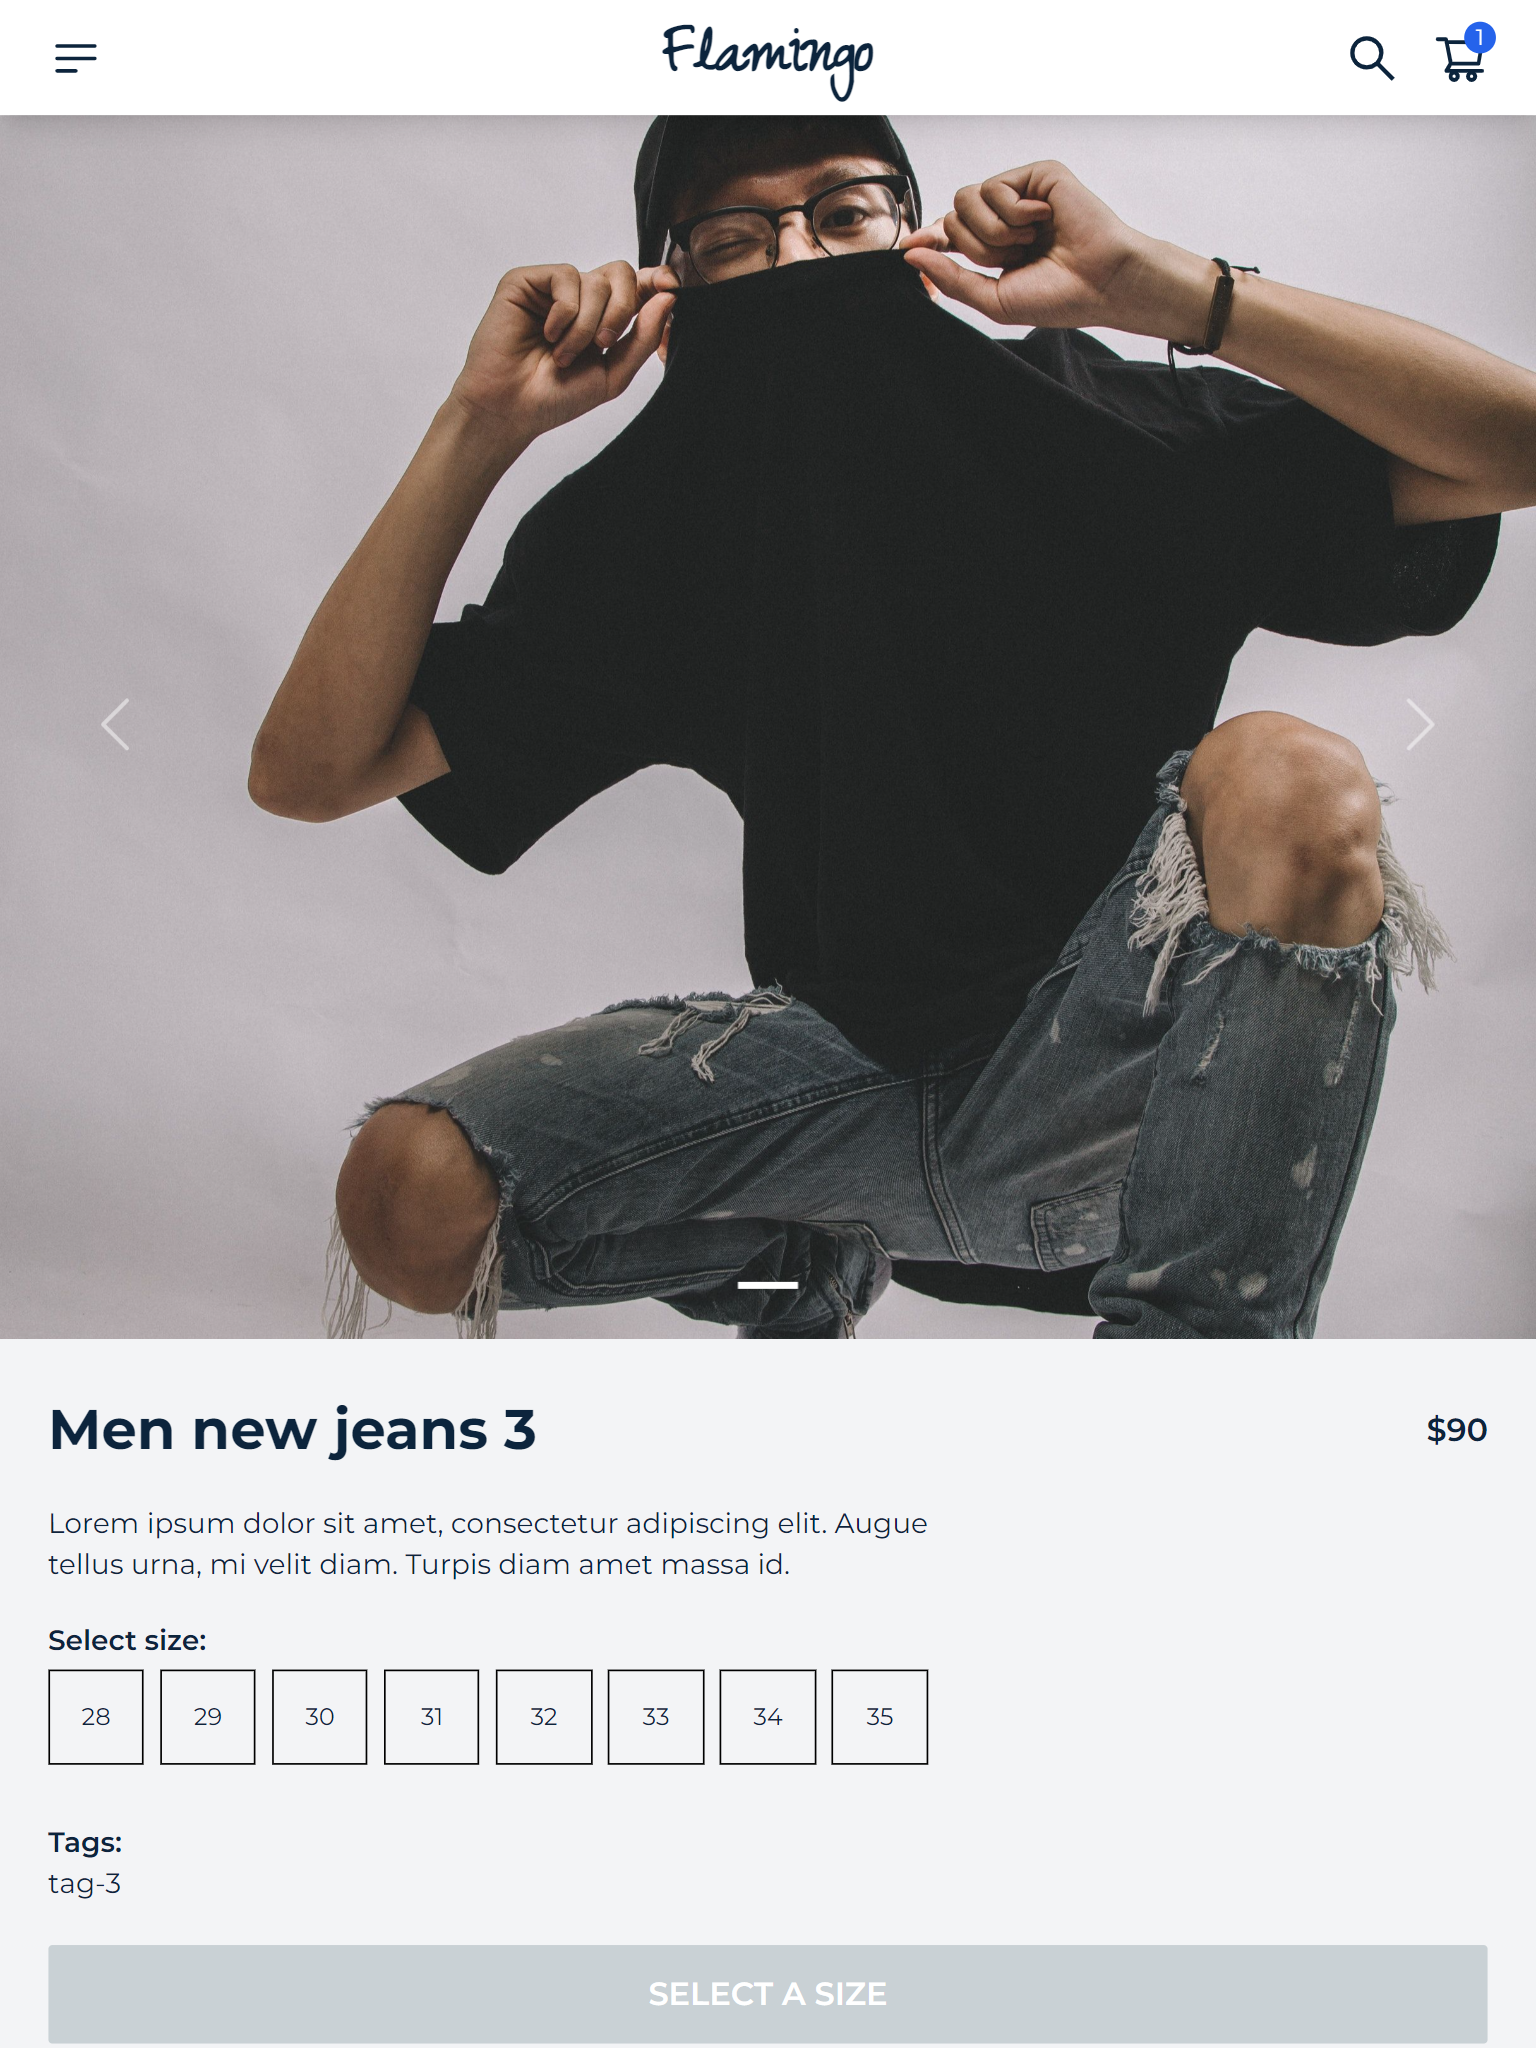 Flamingo
1
Men new jeans 3
$90
Lorem ipsum dolor sit amet, consectetur adipiscing elit. Augue
tellus urna, mi velit diam. Turpis diam amet massa id.
Select size:
28 29 30 31 32 33 34 35
Tags:
tag-3
SELECT A SIZE